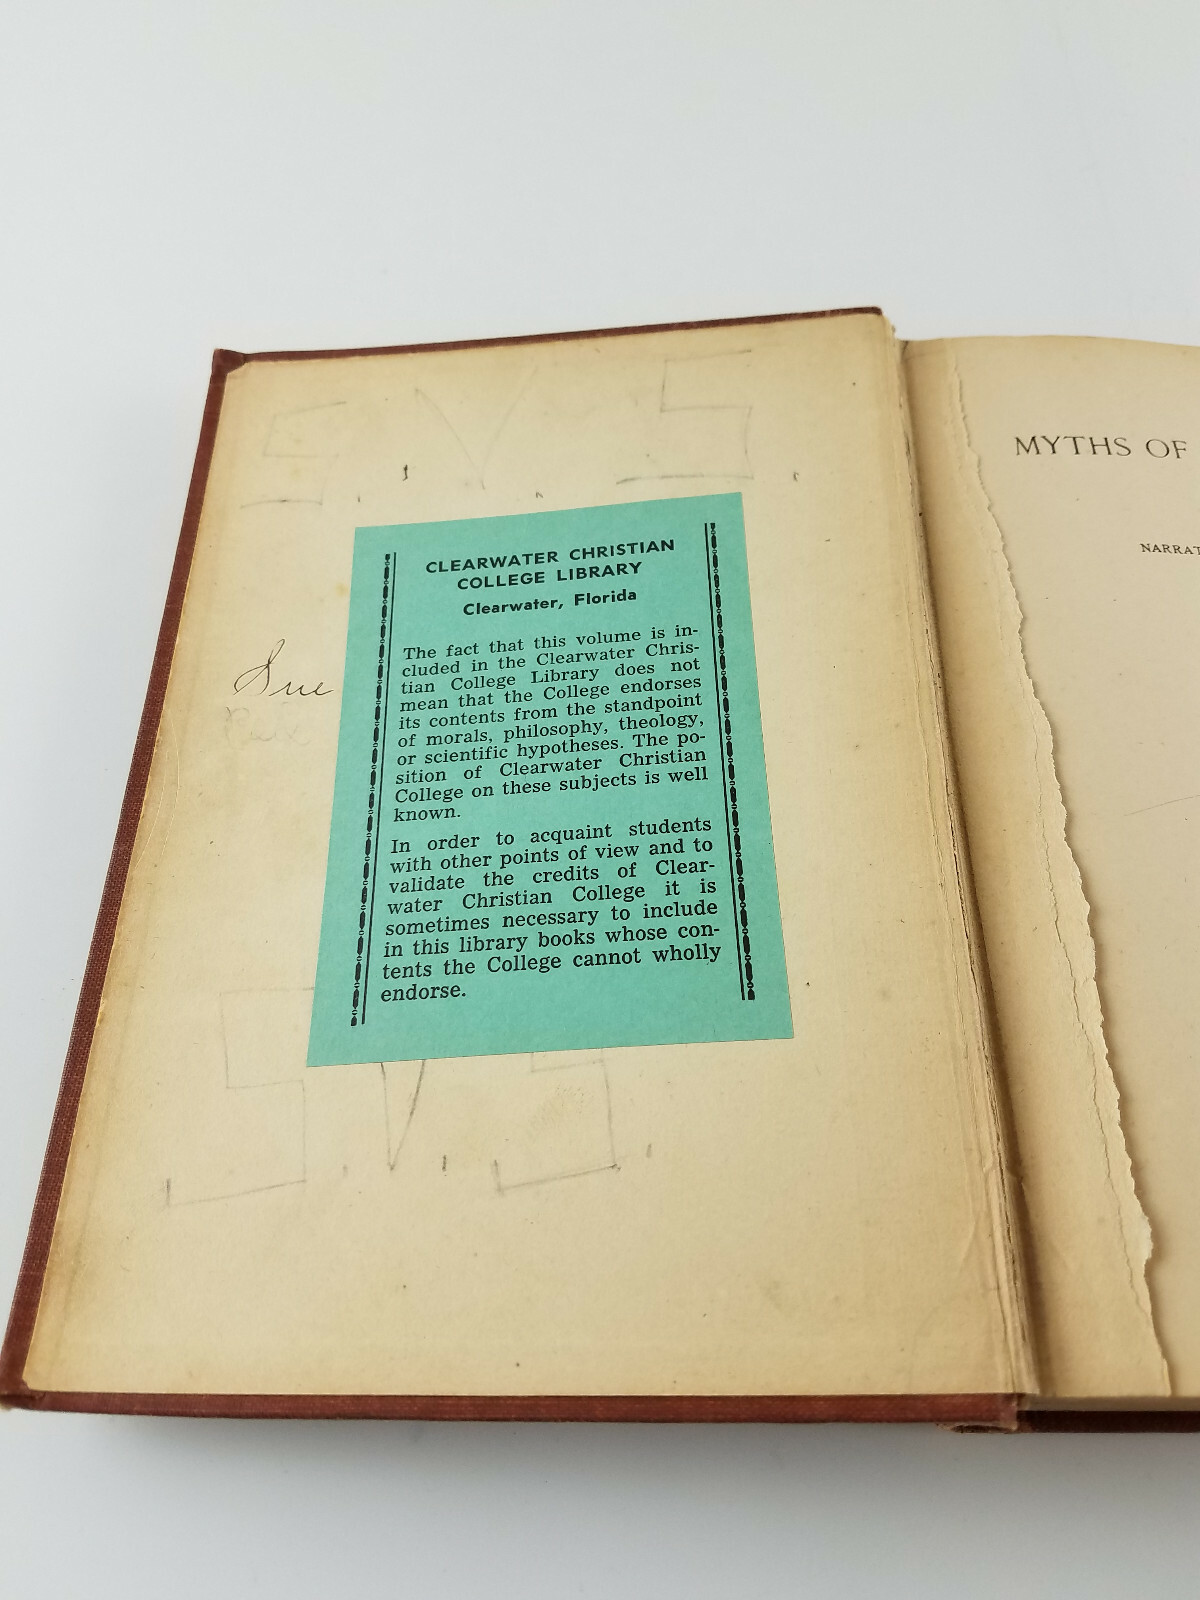 S. V. S.
CLEARWATER CHRISTIAN
COLLEGE LIBRARY
Clearwater, Florida
The fact that this volume is in-
cluded in the Clearwater Chris-
tian College Library does not
mean that the College endorses
its contents from the standpoint
of morals, philosophy, theology,
or scientific hypotheses. The po-
sition of Clearwater Christian
College on these subjects is well
known.
In order to acquaint students
with other points of view and to
validate the credits of Clear-
water Christian College it is
sometimes necessary to include
in this library books whose con-
tents the College cannot wholly
endorse.
Sue
S.V.S.
MYTHS OF
NARRAT